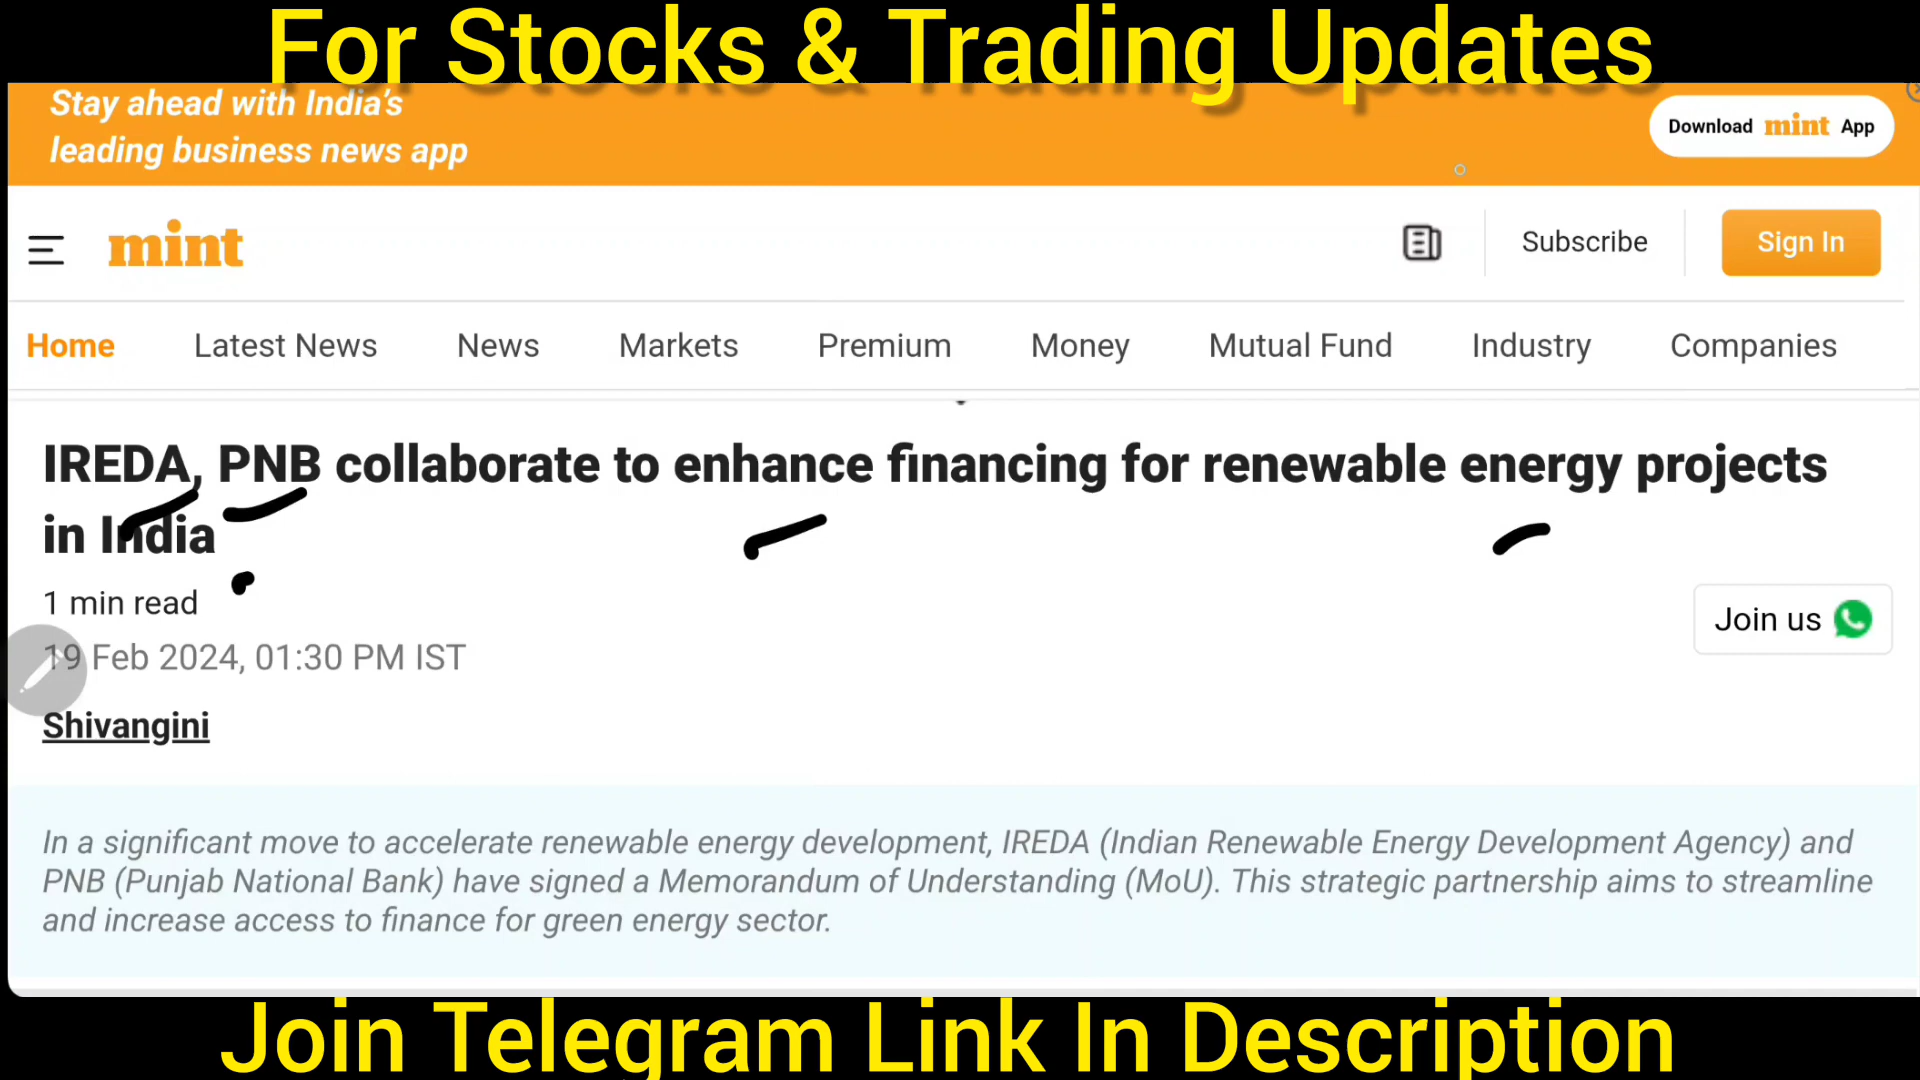 For Stocks & Trading Updates
Stay ahead with India's
leading business news app
Download mint App
mint
Subscribe
Sign In
Home Latest News News Markets Premium Money Mutual Fund Industry Companies
IREDA, PNB collaborate to enhance financing for renewable energy projects
in India
1 min read
Join us
19 Feb 2024, 01:30 PM IST
Shivangini
In a significant move to accelerate renewable energy development, IREDA (Indian Renewable Energy Development Agency) and
PNB (Punjab National Bank) have signed a Memorandum of Understanding (MoU). This strategic partnership aims to streamline
and increase access to finance for green energy sector.
Join Telegram Link In Description